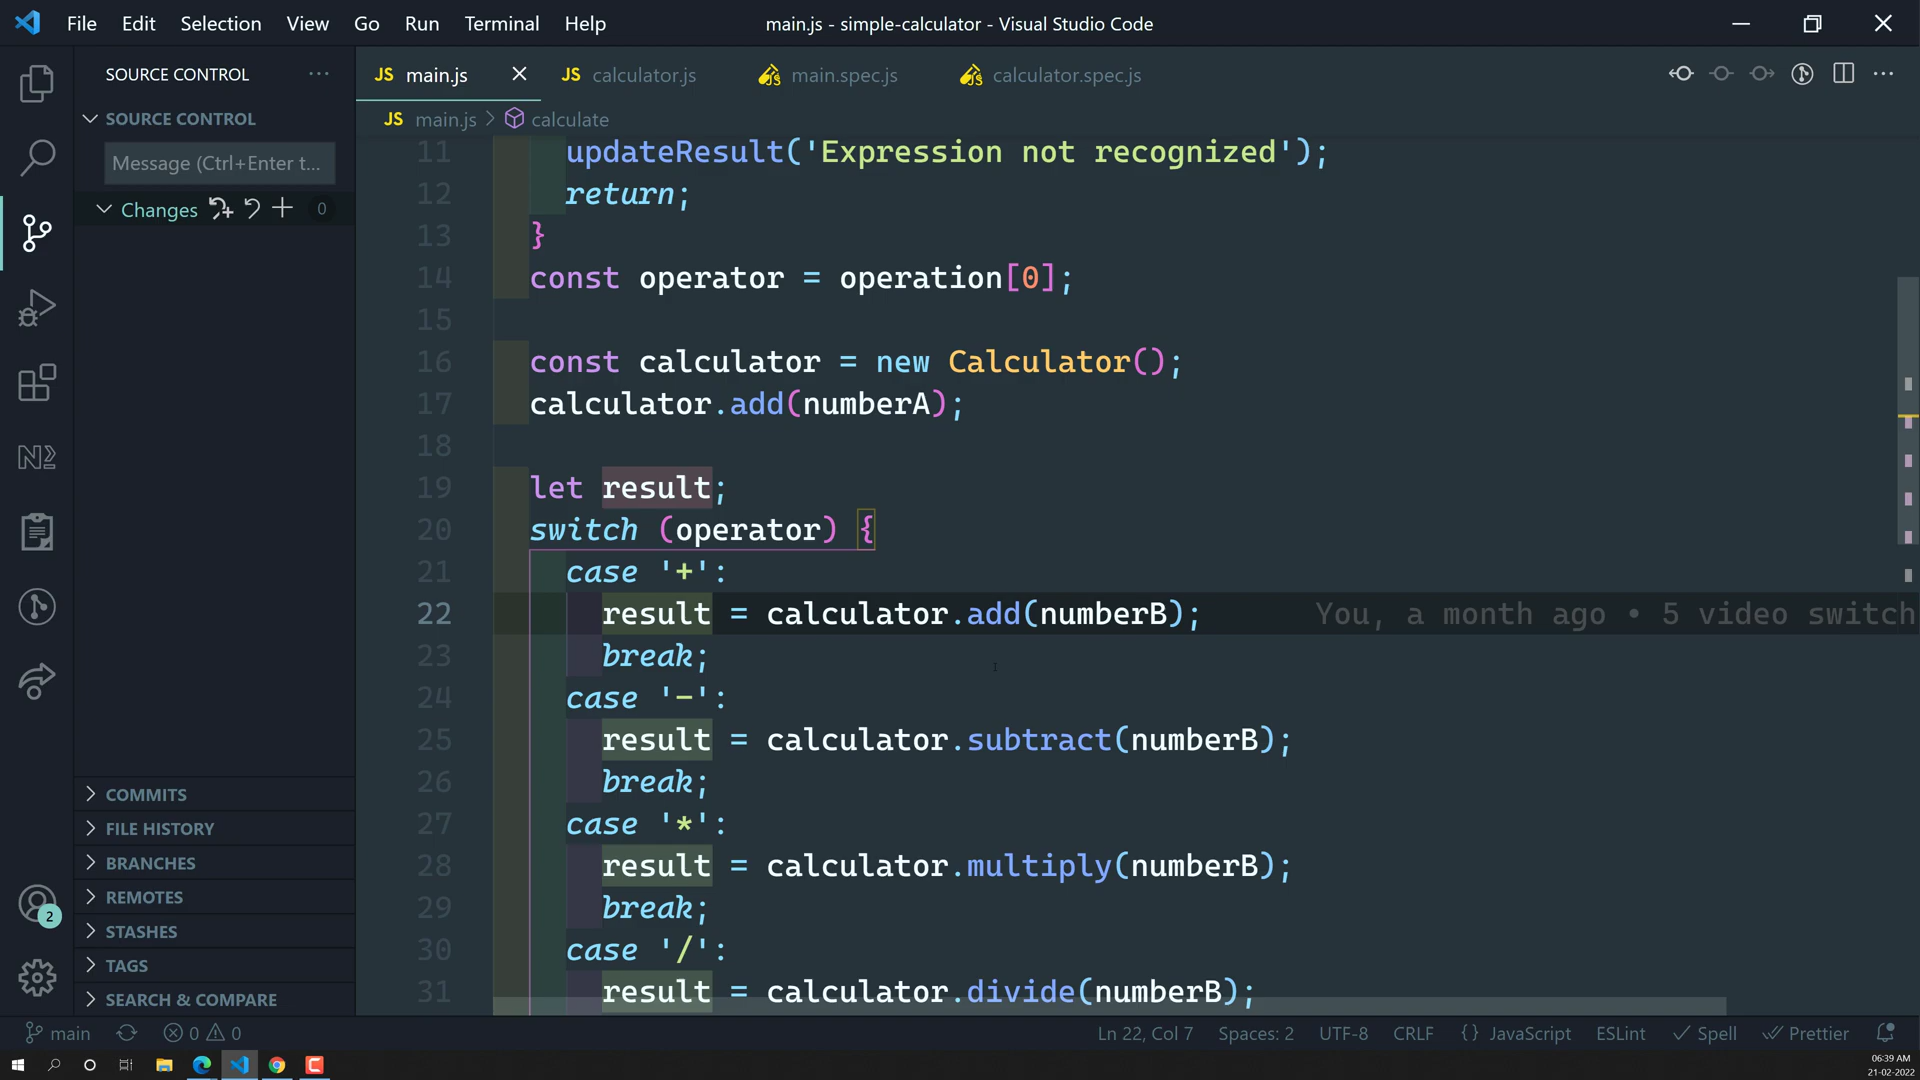 File Edit Selection View Go Run Terminal Help
main.js - simple-calculator - Visual Studio Code
SOURCE CONTROL ···
SOURCE CONTROL
Message (Ctrl+Enter t...
Changes 0
COMMITS
FILE HISTORY
BRANCHES
REMOTES
STASHES
TAGS
SEARCH & COMPARE
2
JS main.js
JS calculator.js
main.spec.js
calculator.spec.js
JS main.js > calculate
11 updateResult('Expression not recognized');
12 return;
13 }
14 const operator = operation[0];
15
16 const calculator = new Calculator();
17 calculator.add(numberA);
18
19 let result;
20 switch (operator) {
21 case '+':
22 result = calculator.add(numberB); You, a month ago • 5 video switch
23 break;
24 case '-':
25 result = calculator.subtract(numberB);
26 break;
27 case '*':
28 result = calculator.multiply(numberB);
29 break;
30 case '/':
31 result = calculator.divide(numberB);
main 0 0 Ln 22, Col 7 Spaces: 2 UTF-8 CRLF {} JavaScript ESLint Spell Prettier
06:39 AM
21-02-2022